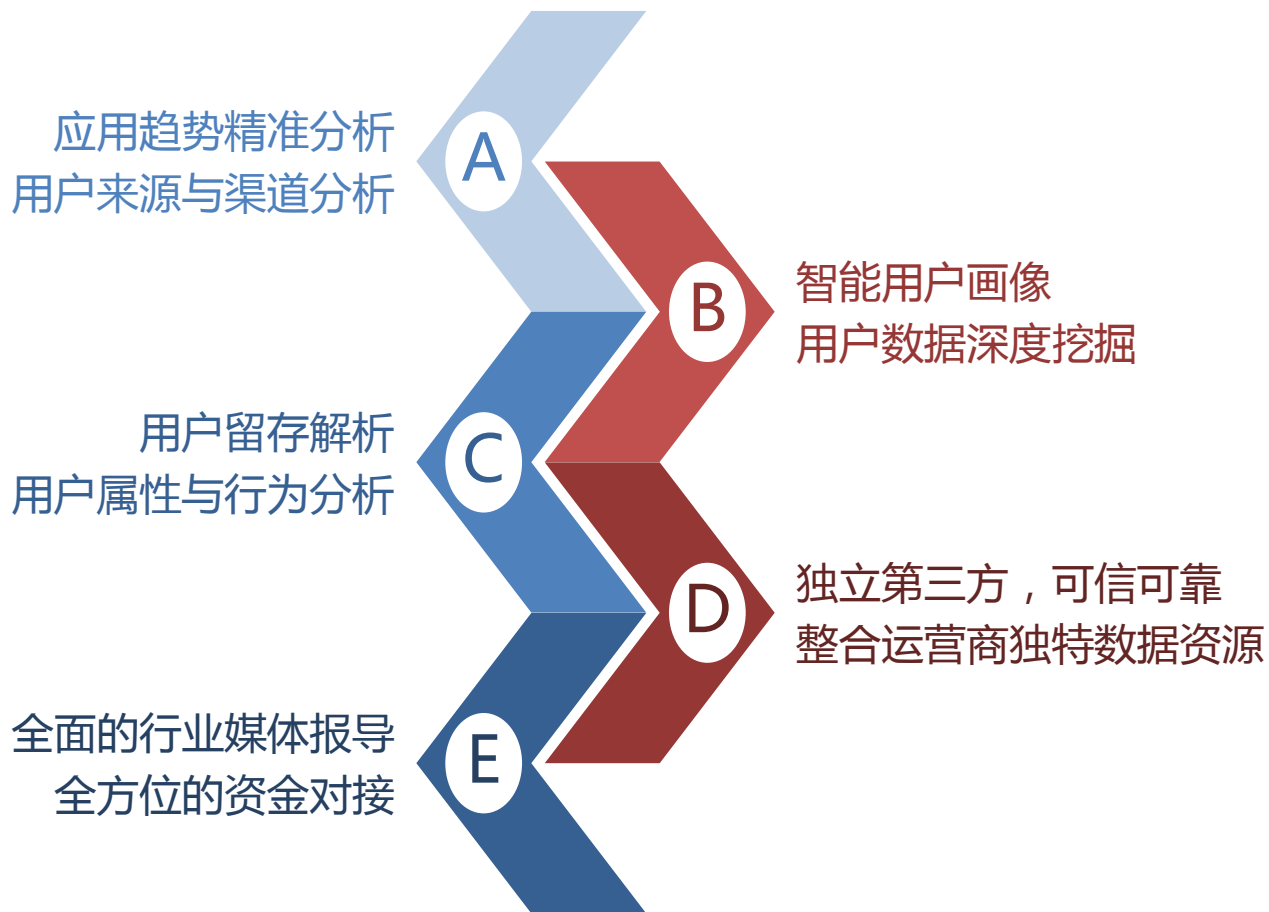 应用趋势精准分析
用户来源与渠道分析
A
B
智能用户画像
用户数据深度挖掘
用户留存解析
用户属性与行为分析
C
D
独立第三方，可信可靠
整合运营商独特数据资源
全面的行业媒体报导
全方位的资金对接
E